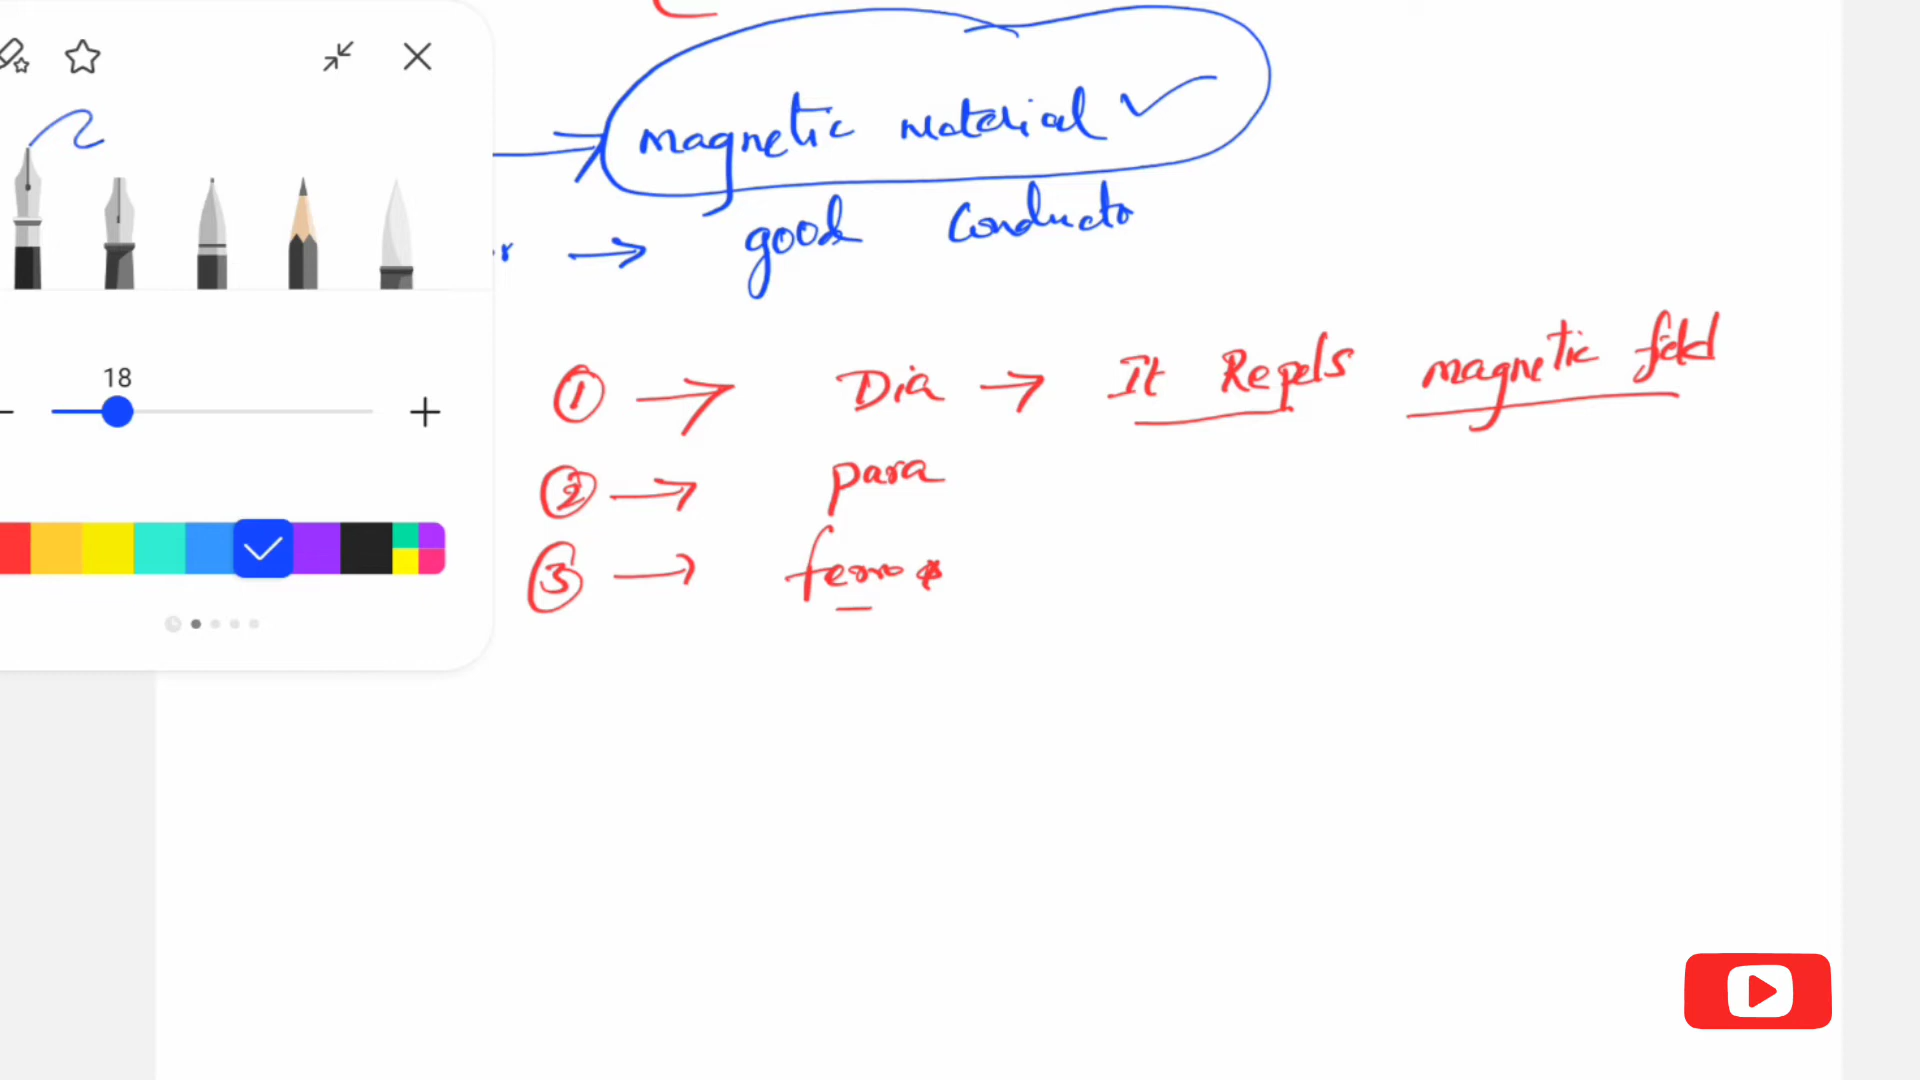 magnetic material ✓
r → good Conducto
18
① → Dia → It Repels magnetic field
② → para
③ → ferro